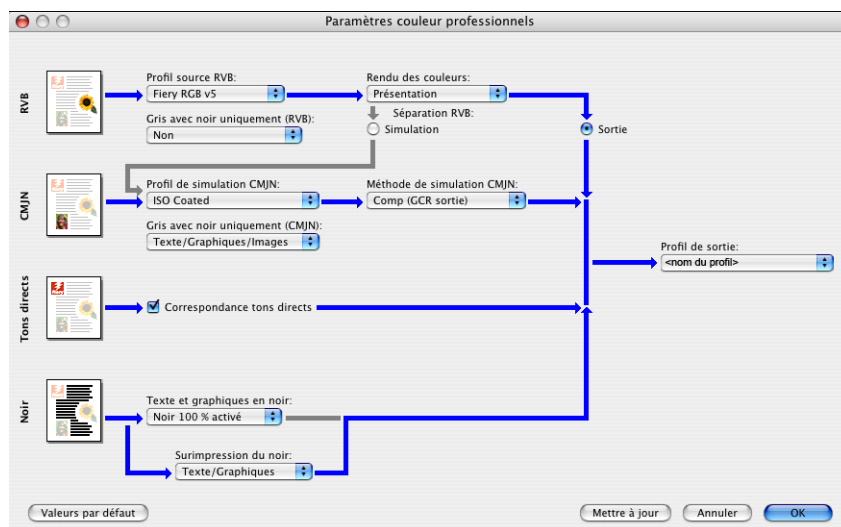 Paramètres couleur professionnels
RVB
Profil source RVB:
Fiery RGB v5
Rendu des couleurs:
Présentation
Gris avec noir uniquement (RVB):
Non
Séparation RVB:
Simulation
Sortie
CMJN
Profil de simulation CMJN:
ISO Coated
Méthode de simulation CMJN:
Comp (GCR sortie)
Gris avec noir uniquement (CMJN):
Texte/Graphiques/Images
Profil de sortie:
<nom du profil>
Tons directs
Correspondance tons directs
Noir
Texte et graphiques en noir:
Noir 100 % activé
Surimpression du noir:
Texte/Graphiques
Valeurs par défaut
Mettre à jour
Annuler
OK